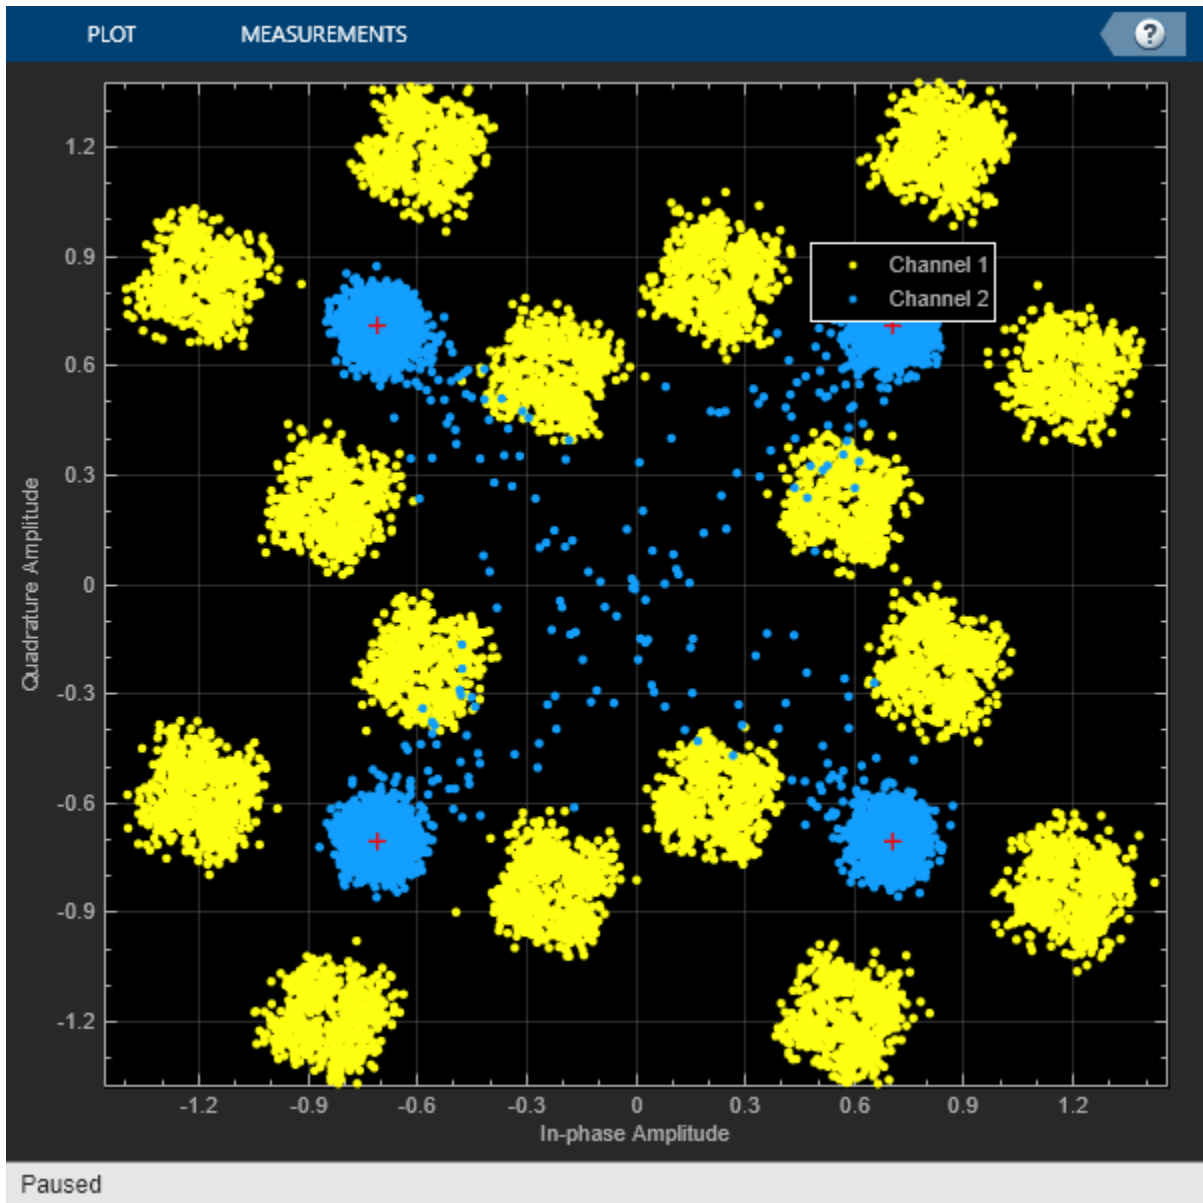 PLOT MEASUREMENTS ?
1.2
0.9
0.6
0.3
0
-0.3
-0.6
-0.9
-1.2
Quadrature Amplitude
Channel 1
Channel 2
-1.2 -0.9 -0.6 -0.3 0 0.3 0.6 0.9 1.2
In-phase Amplitude
Paused